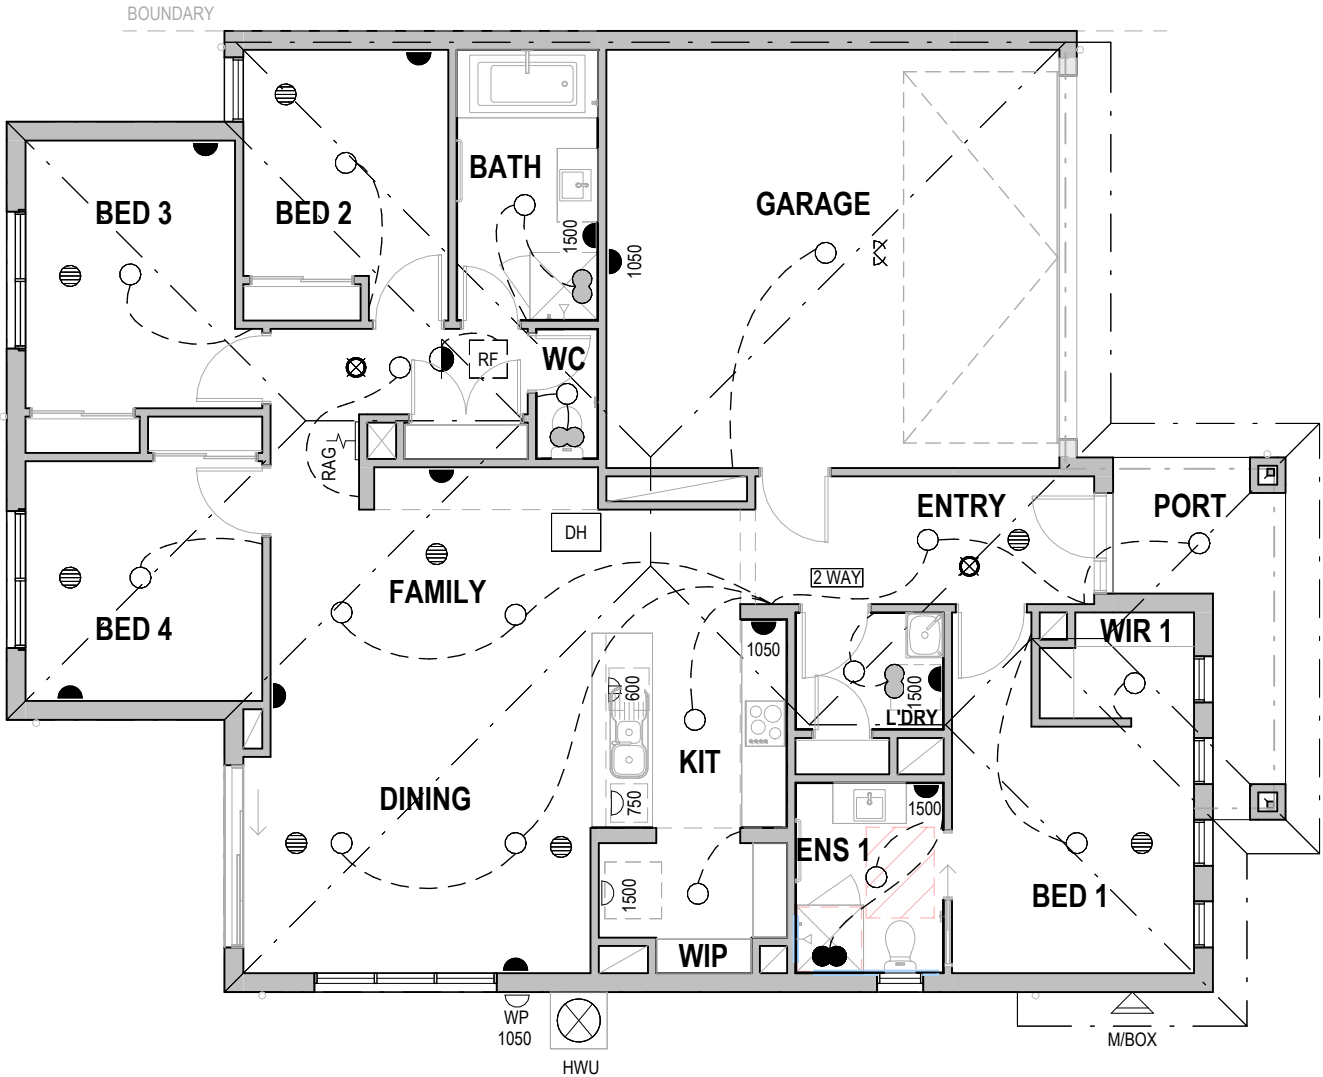 BOUNDARY
BATH
GARAGE
BED 3
BED 2
1500
1050
RF
WC
RAG
ENTRY
PORT
DH
2 WAY
FAMILY
BED 4
WIR 1
1050
600
1500
L'DRY
KIT
DINING
750
1500
ENS 1
1500
BED 1
WIP
WP
1050
HWU
M/BOX